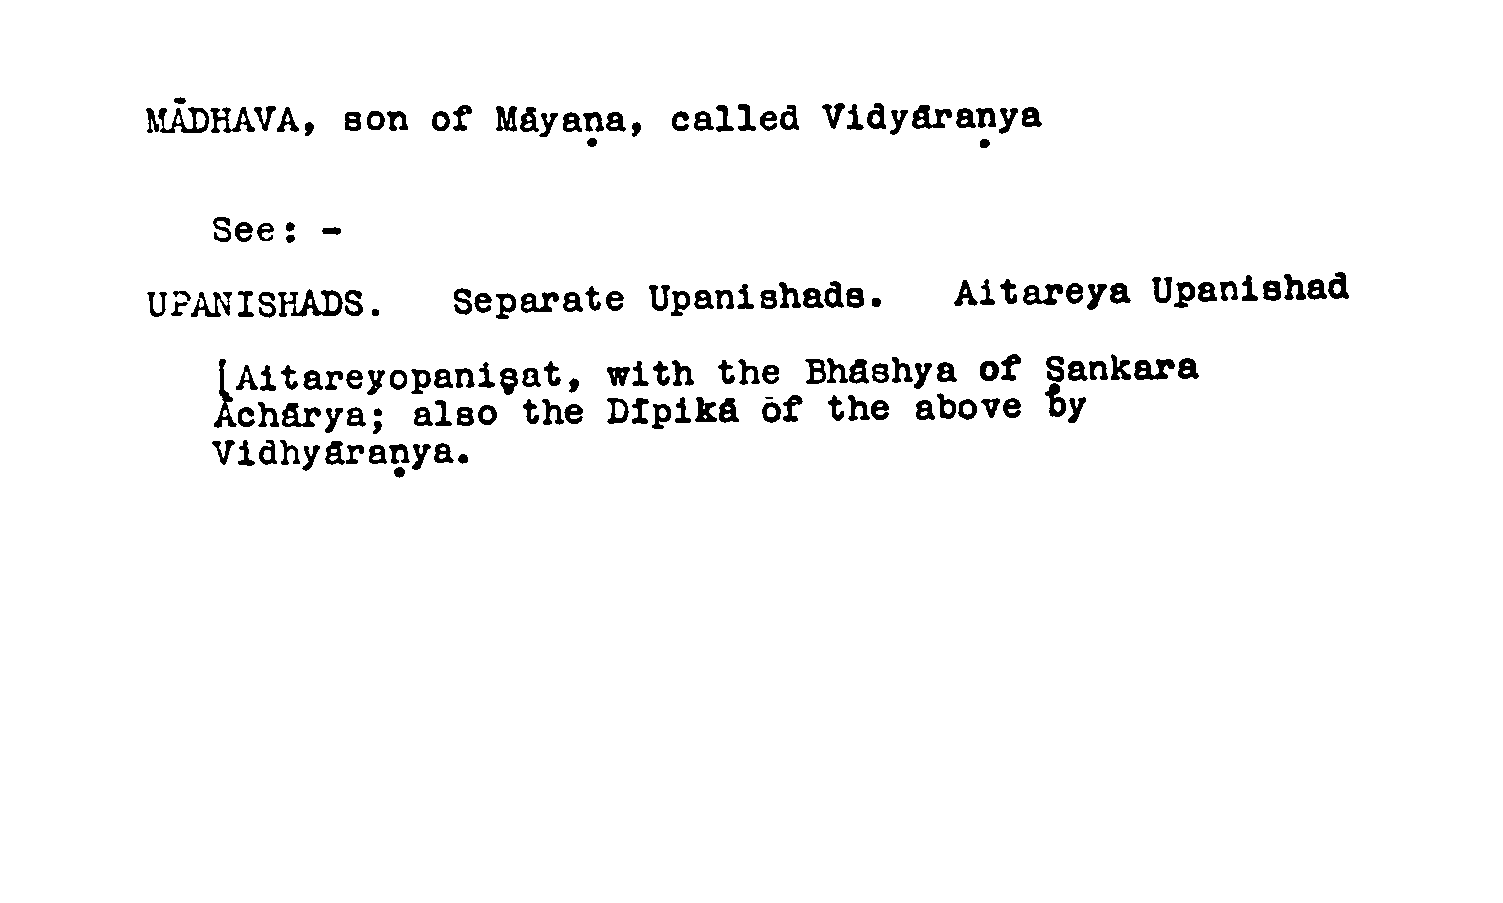 MĀDHAVA, son of Māyaṇa, called Vidyāraṇya
See: -
UPANISHADS. Separate Upanishads. Aitareya Upanishad
[Aitareyopaniṣat, with the Bhāshya of Ṣankara
Āchārya; also the Dīpikā of the above by
Vidhyāraṇya.